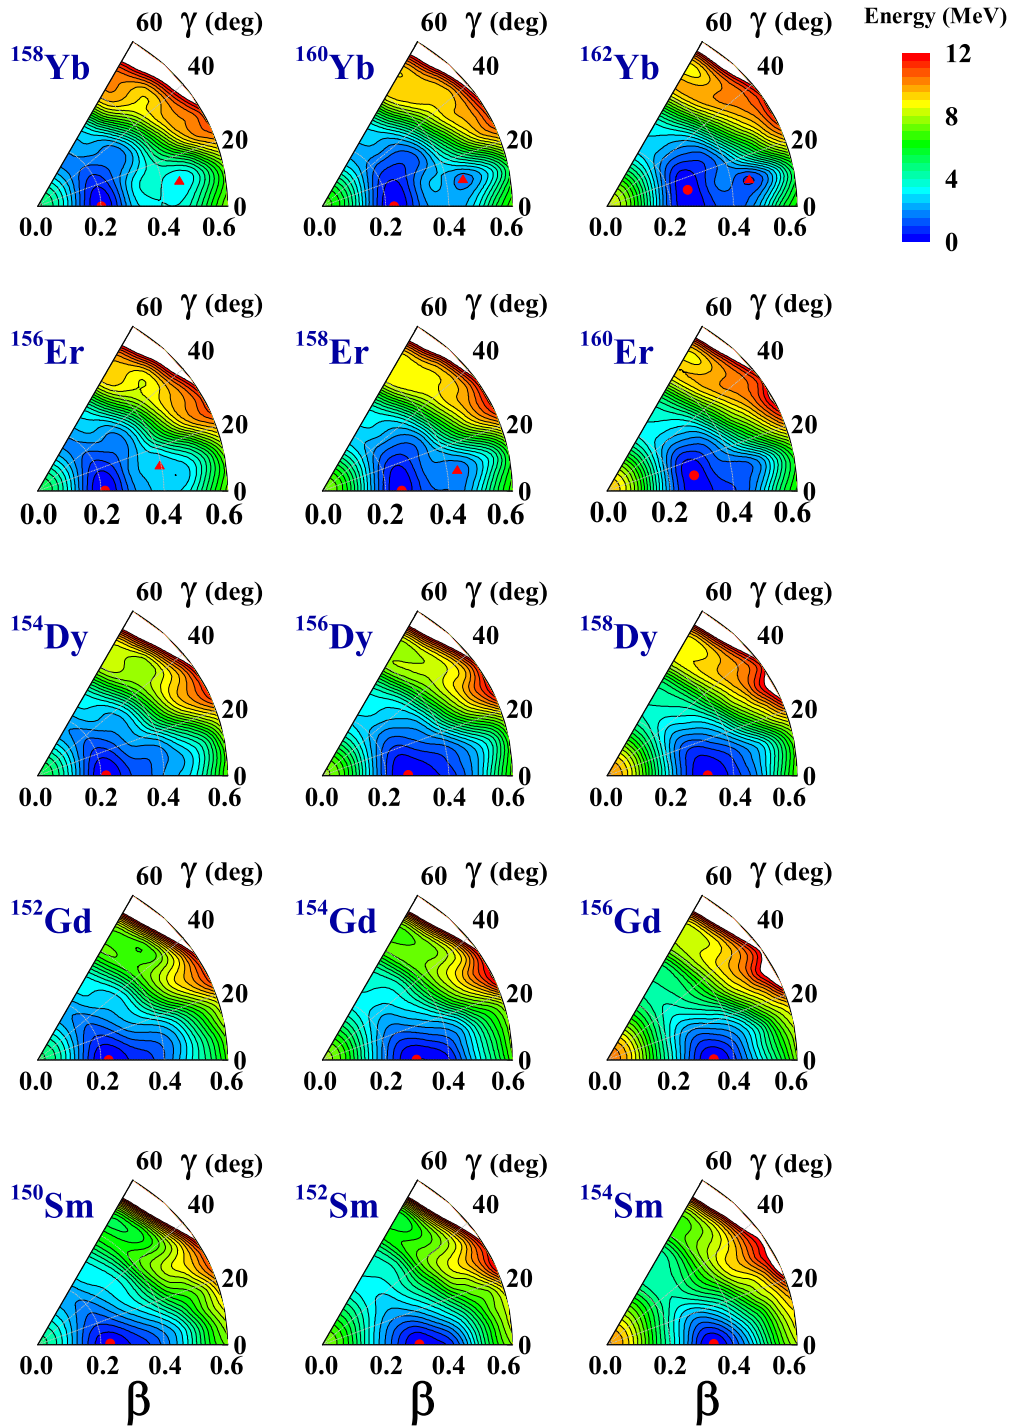 60 γ (deg) 60 γ (deg) 60 γ (deg) Energy (MeV)
¹⁵⁸Yb 40 ¹⁶⁰Yb 40 ¹⁶²Yb 40 12
20 20 20 8
4
0 0 0 0
0.0 0.2 0.4 0.6 0.0 0.2 0.4 0.6 0.0 0.2 0.4 0.6
60 γ (deg) 60 γ (deg) 60 γ (deg)
¹⁵⁶Er 40 ¹⁵⁸Er 40 ¹⁶⁰Er 40
20 20 20
0 0 0
0.0 0.2 0.4 0.6 0.0 0.2 0.4 0.6 0.0 0.2 0.4 0.6
60 γ (deg) 60 γ (deg) 60 γ (deg)
¹⁵⁴Dy 40 ¹⁵⁶Dy 40 ¹⁵⁸Dy 40
20 20 20
0 0 0
0.0 0.2 0.4 0.6 0.0 0.2 0.4 0.6 0.0 0.2 0.4 0.6
60 γ (deg) 60 γ (deg) 60 γ (deg)
¹⁵²Gd 40 ¹⁵⁴Gd 40 ¹⁵⁶Gd 40
20 20 20
0 0 0
0.0 0.2 0.4 0.6 0.0 0.2 0.4 0.6 0.0 0.2 0.4 0.6
60 γ (deg) 60 γ (deg) 60 γ (deg)
¹⁵⁰Sm 40 ¹⁵²Sm 40 ¹⁵⁴Sm 40
20 20 20
0 0 0
0.0 0.2 0.4 0.6 0.0 0.2 0.4 0.6 0.0 0.2 0.4 0.6
β β β